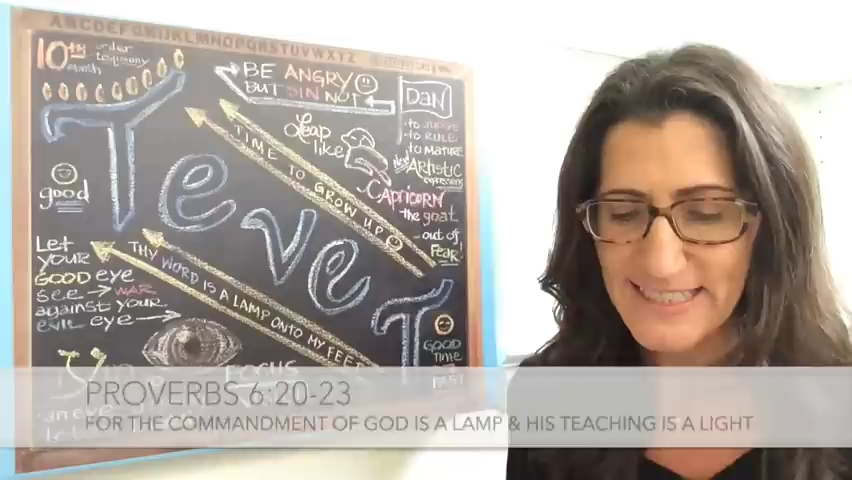 ABCDEFGHIJKLMNOPQRSTUVWXYZ
10TH order
testimony
month
BE ANGRY
BUT SIN NOT
DaN
to JUDGE
to RULE
to MATURE
New
Artistic
expression
CAPRICORN
the goat
out of
FEAR!
Leap
like
TIME TO GROW UP
TeVeT
good
Let
your
GOOD eye
see → WAR
against your
evil eye →
THY WORD IS A LAMP ONTO MY FEET
GOOD
TIME
FOCUS
PROVERBS 6:20-23
FOR THE COMMANDMENT OF GOD IS A LAMP & HIS TEACHING IS A LIGHT